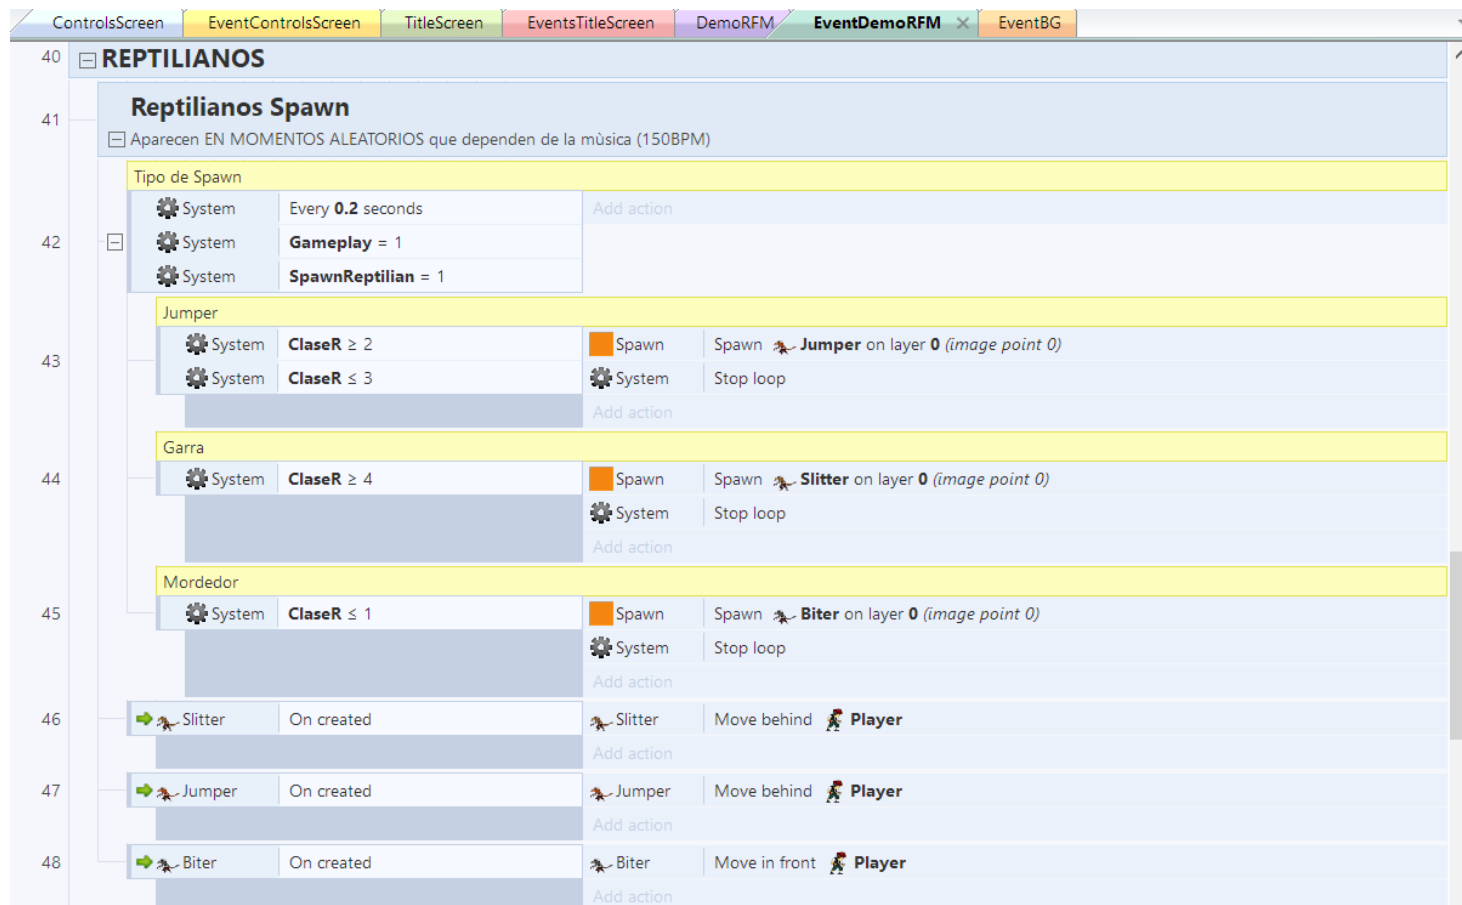 ControlsScreen EventControlsScreen TitleScreen EventsTitleScreen DemoRFM EventDemoRFM EventBG
40 REPTILIANOS
Reptilianos Spawn
41
Aparecen EN MOMENTOS ALEATORIOS que dependen de la mùsica (150BPM)
Tipo de Spawn
System Every 0.2 seconds Add action
42 System Gameplay = 1
System SpawnReptilian = 1
Jumper
System ClaseR ≥ 2 Spawn Spawn Jumper on layer 0 (image point 0)
43
System ClaseR ≤ 3 System Stop loop
Add action
Garra
44 System ClaseR ≥ 4 Spawn Spawn Slitter on layer 0 (image point 0)
System Stop loop
Add action
Mordedor
45 System ClaseR ≤ 1 Spawn Spawn Biter on layer 0 (image point 0)
System Stop loop
Add action
46 Slitter On created Slitter Move behind Player
Add action
47 Jumper On created Jumper Move behind Player
Add action
48 Biter On created Biter Move in front Player
Add action